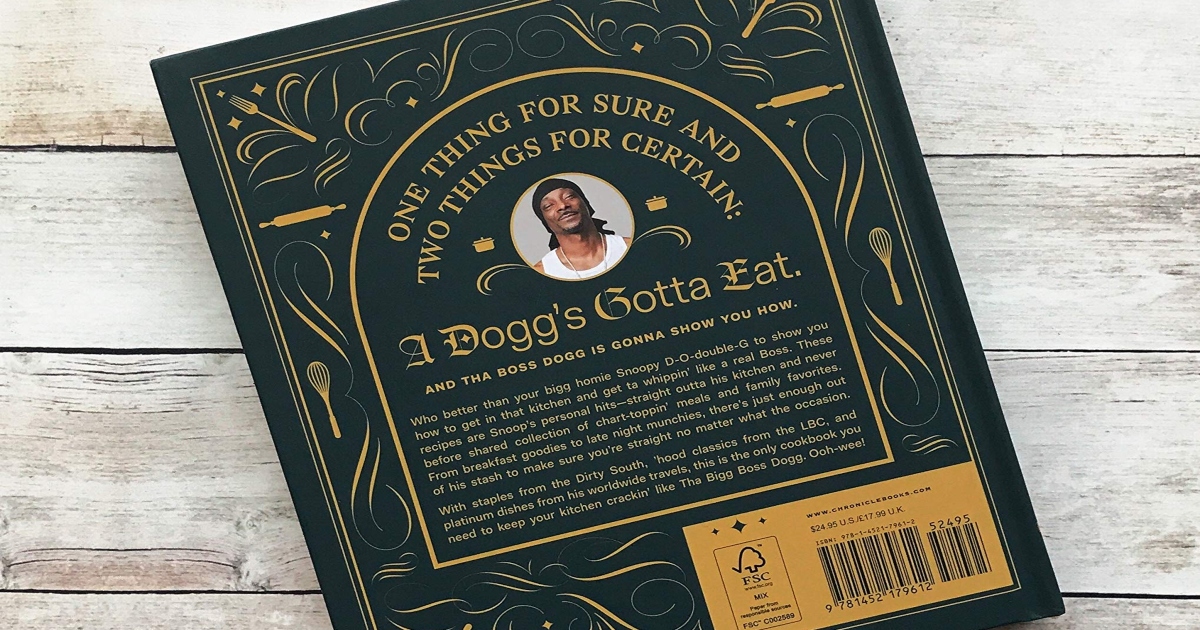 ONE THING FOR SURE AND
TWO THINGS FOR CERTAIN:
A Dogg's Gotta Eat.
AND THA BOSS DOGG IS GONNA SHOW YOU HOW.
Who better than your bigg homie Snoopy D-O-double-G to show you
how to get in that kitchen and get ta whippin' like a real Boss. These
recipes are Snoop's personal hits—straight outta his kitchen and never
before shared collection of chart-toppin' meals and family favorites.
From breakfast goodies to late night munchies, there's just enough out
of his stash to make sure you're straight no matter what the occasion.
With staples from the Dirty South, 'hood classics from the LBC, and
platinum dishes from his worldwide travels, this is the only cookbook you
need to keep your kitchen crackin' like Tha Bigg Boss Dogg. Ooh-wee!
WWW.CHRONICLEBOOKS.COM
$24.95 U.S./£17.99 U.K.
ISBN: 978-1-4521-7961-2
52495
9 781452 179612
FSC™
www.fsc.org
MIX
Paper from
responsible sources
FSC™ C002589